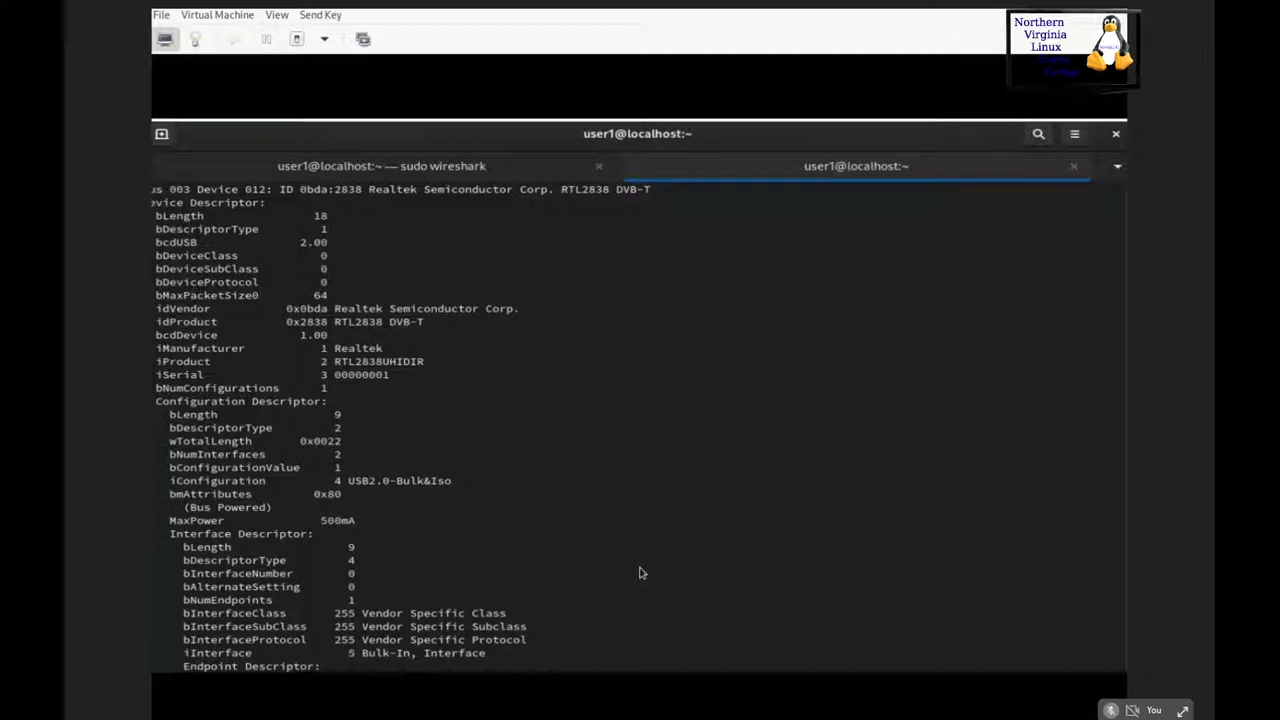 File Virtual Machine View Send Key
Northern
Virginia
Linux
Users
Group
user1@localhost:~
user1@localhost:~ — sudo wireshark
user1@localhost:~
us 003 Device 012: ID 0bda:2838 Realtek Semiconductor Corp. RTL2838 DVB-T
evice Descriptor:
bLength 18
bDescriptorType 1
bcdUSB 2.00
bDeviceClass 0
bDeviceSubClass 0
bDeviceProtocol 0
bMaxPacketSize0 64
idVendor 0x0bda Realtek Semiconductor Corp.
idProduct 0x2838 RTL2838 DVB-T
bcdDevice 1.00
iManufacturer 1 Realtek
iProduct 2 RTL2838UHIDIR
iSerial 3 00000001
bNumConfigurations 1
Configuration Descriptor:
bLength 9
bDescriptorType 2
wTotalLength 0x0022
bNumInterfaces 2
bConfigurationValue 1
iConfiguration 4 USB2.0-Bulk&Iso
bmAttributes 0x80
(Bus Powered)
MaxPower 500mA
Interface Descriptor:
bLength 9
bDescriptorType 4
bInterfaceNumber 0
bAlternateSetting 0
bNumEndpoints 1
bInterfaceClass 255 Vendor Specific Class
bInterfaceSubClass 255 Vendor Specific Subclass
bInterfaceProtocol 255 Vendor Specific Protocol
iInterface 5 Bulk-In, Interface
Endpoint Descriptor:
You